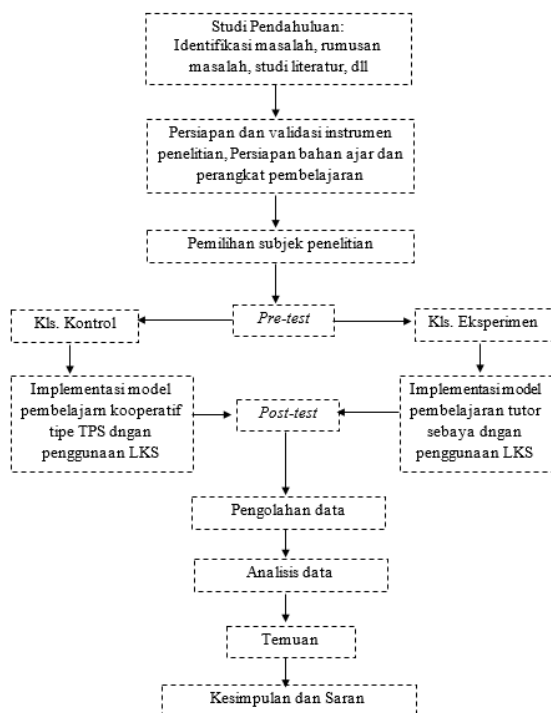 Studi Pendahuluan:
Identifikasi masalah, rumusan
masalah, studi literatur, dll
Persiapan dan validasi instrumen
penelitian, Persiapan bahan ajar dan
perangkat pembelajaran
Pemilihan subjek penelitian
Pre-test
Kls. Kontrol
Kls. Eksperimen
Implementasi model
pembelajarn kooperatif
tipe TPS dngan
penggunaan LKS
Post-test
Implementasi model
pembelajaran tutor
sebaya dngan
penggunaan LKS
Pengolahan data
Analisis data
Temuan
Kesimpulan dan Saran